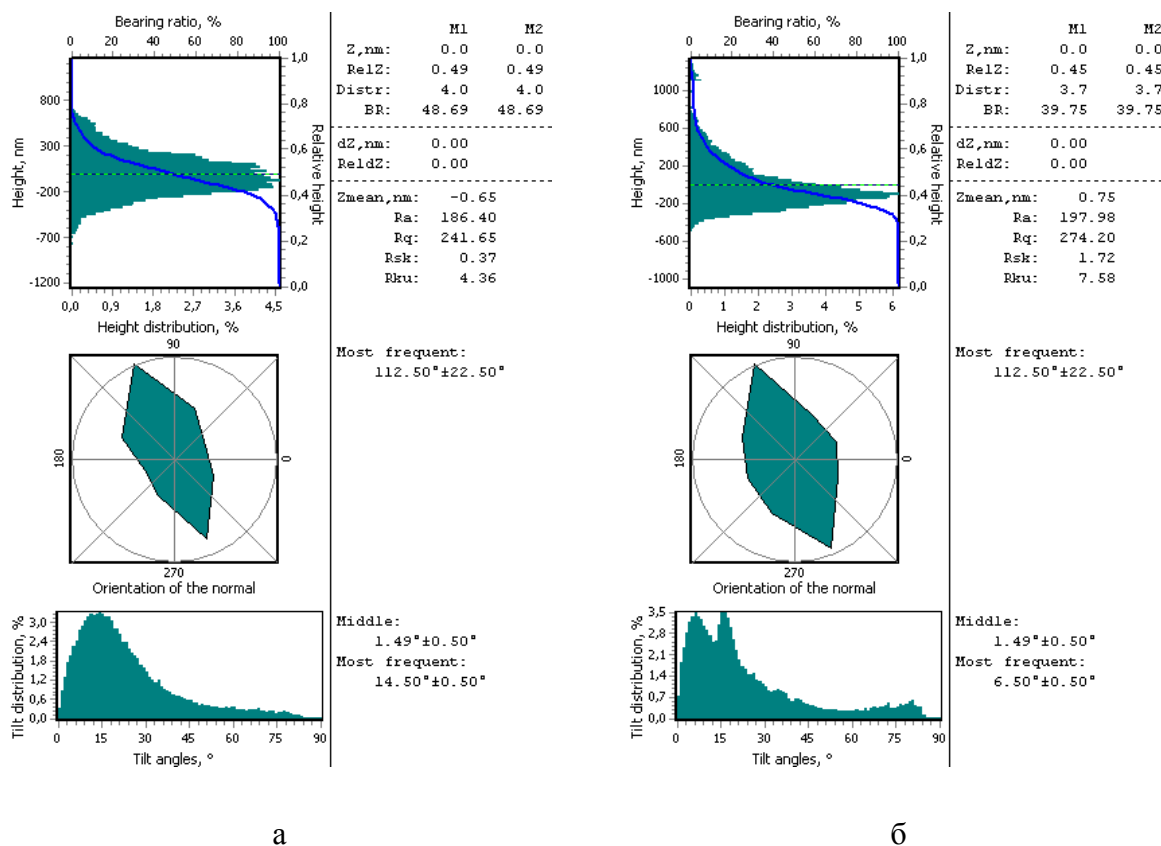 Bearing ratio, %
0 20 40 60 80 100
1,0
0,8
0,6
0,4
0,2
0,0
Relative height
Height, nm
800
300
-200
-700
-1200
0,0 0,9 1,8 2,7 3,6 4,5
Height distribution, %
M1 M2
Z,nm: 0.0 0.0
RelZ: 0.49 0.49
Distr: 4.0 4.0
BR: 48.69 48.69
dZ,nm: 0.00
ReldZ: 0.00
Zmean,nm: -0.65
Ra: 186.40
Rq: 241.65
Rsk: 0.37
Rku: 4.36
90
180
0
270
Orientation of the normal
Most frequent:
112.50°±22.50°
Tilt distribution, %
3,0
2,4
1,8
1,2
0,6
0,0
0 15 30 45 60 75 90
Tilt angles, °
Middle:
1.49°±0.50°
Most frequent:
14.50°±0.50°
а
Bearing ratio, %
0 20 40 60 80 100
1,0
0,8
0,6
0,4
0,2
0,0
Relative height
Height, nm
1000
600
200
-200
-600
-1000
0 1 2 3 4 5 6
Height distribution, %
M1 M2
Z,nm: 0.0 0.0
RelZ: 0.45 0.45
Distr: 3.7 3.7
BR: 39.75 39.75
dZ,nm: 0.00
ReldZ: 0.00
Zmean,nm: 0.75
Ra: 197.98
Rq: 274.20
Rsk: 1.72
Rku: 7.58
90
180
0
270
Orientation of the normal
Most frequent:
112.50°±22.50°
Tilt distribution, %
3,5
2,8
2,1
1,4
0,7
0,0
0 15 30 45 60 75 90
Tilt angles, °
Middle:
1.49°±0.50°
Most frequent:
6.50°±0.50°
б